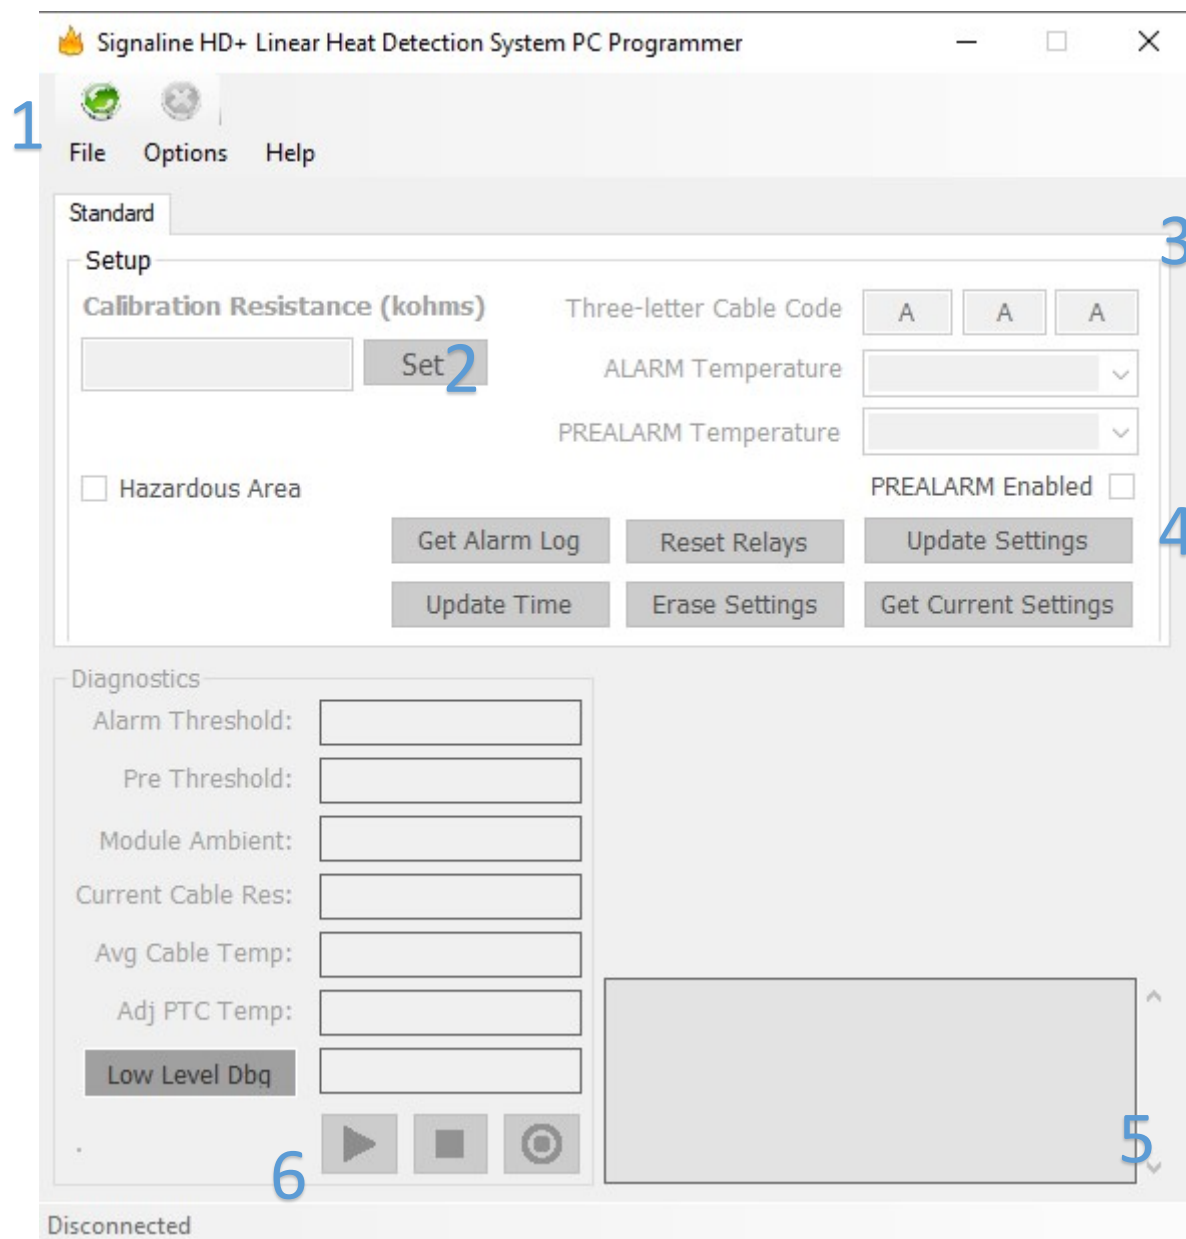 Signaline HD+ Linear Heat Detection System PC Programmer
1
File Options Help
Standard
3
Setup
Calibration Resistance (kohms) Three-letter Cable Code A A A
Set 2 ALARM Temperature
PREALARM Temperature
Hazardous Area PREALARM Enabled
Get Alarm Log Reset Relays Update Settings 4
Update Time Erase Settings Get Current Settings
Diagnostics
Alarm Threshold:
Pre Threshold:
Module Ambient:
Current Cable Res:
Avg Cable Temp:
Adj PTC Temp:
Low Level Dbg
5
6
Disconnected